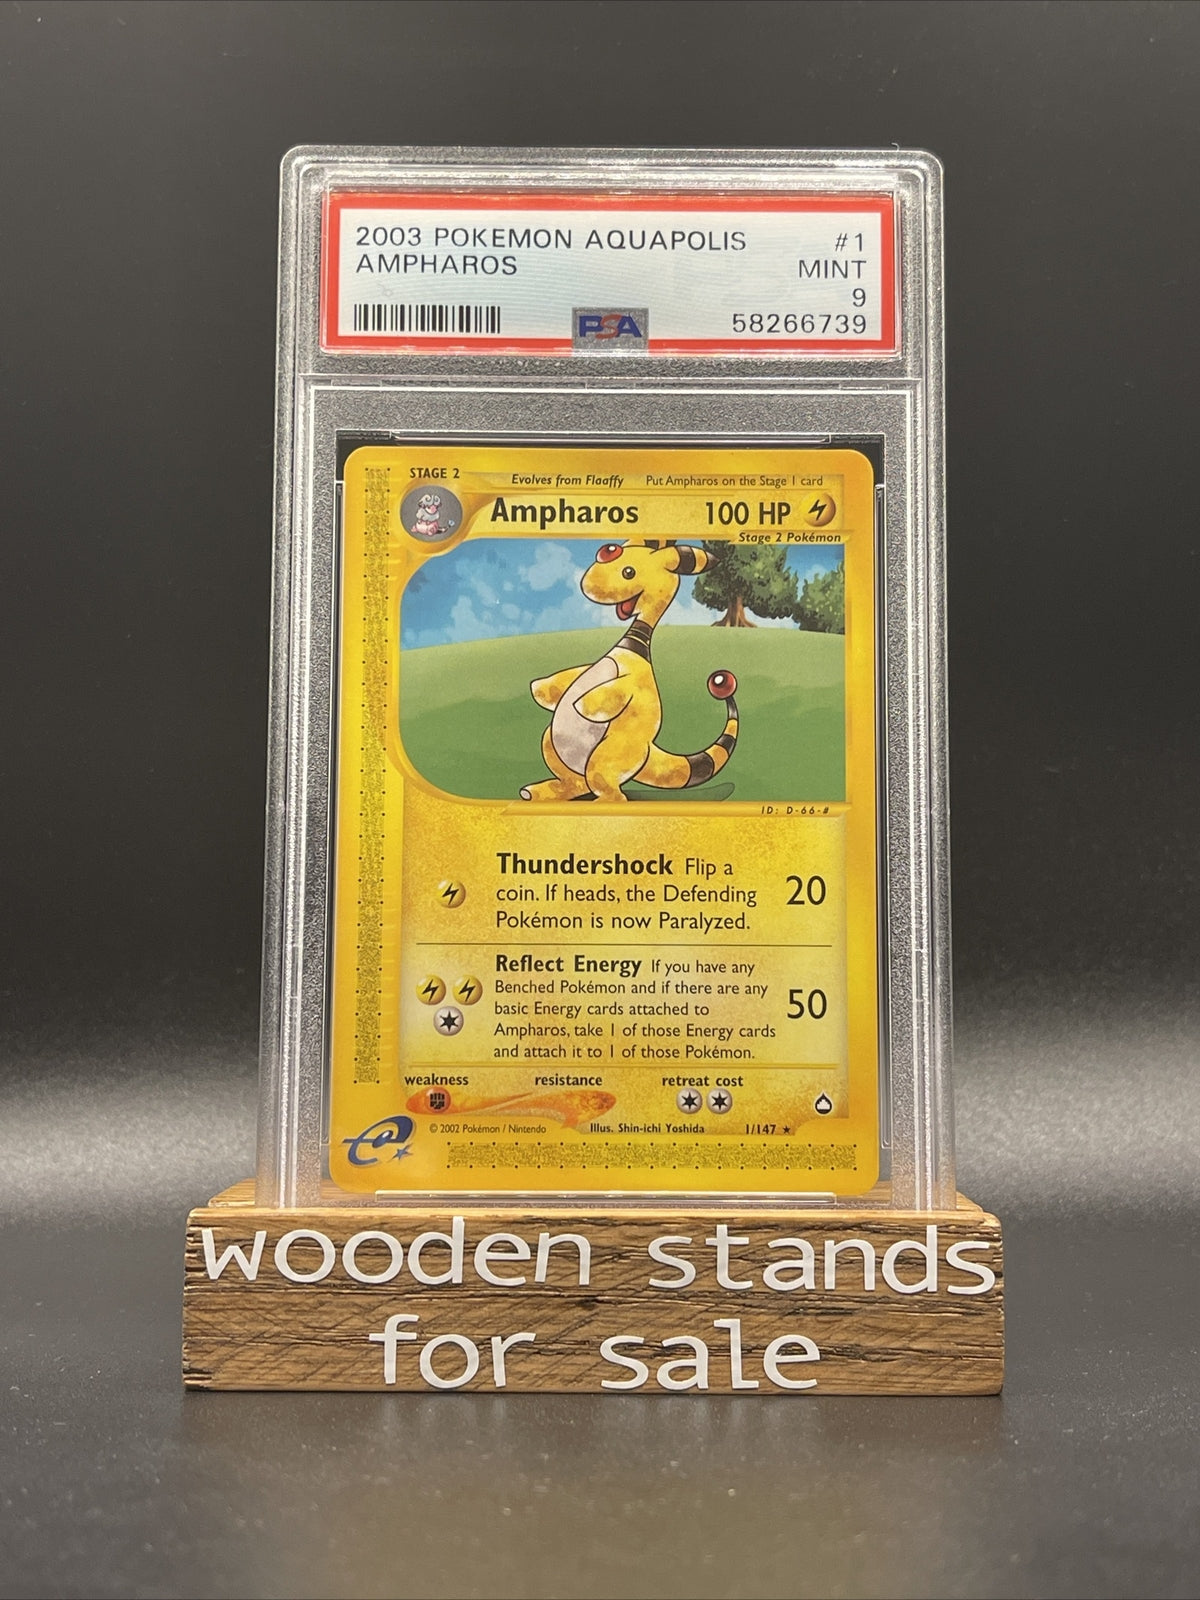 2003 POKEMON AQUAPOLIS #1
AMPHAROS MINT
9
PSA 58266739
STAGE 2 Evolves from Flaaffy Put Ampharos on the Stage 1 card
Ampharos 100 HP
Stage 2 Pokémon
ID: D-66-#
Thundershock Flip a
coin. If heads, the Defending 20
Pokémon is now Paralyzed.
Reflect Energy If you have any
Benched Pokémon and if there are any
basic Energy cards attached to 50
Ampharos, take 1 of those Energy cards
and attach it to 1 of those Pokémon.
weakness resistance retreat cost
© 2002 Pokémon / Nintendo Illus. Shin-ichi Yoshida 1/147 ★
e
wooden stands
for sale